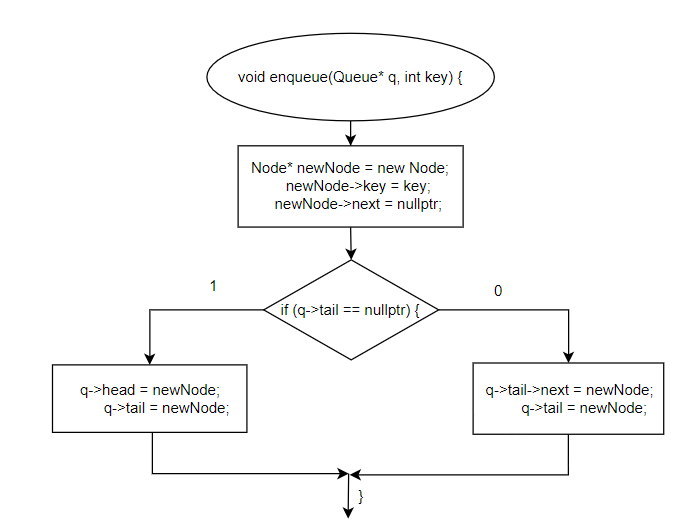 void enqueue(Queue* q, int key) {
Node* newNode = new Node;
newNode->key = key;
newNode->next = nullptr;
if (q->tail == nullptr) {
1
0
q->head = newNode;
q->tail = newNode;
q->tail->next = newNode;
q->tail = newNode;
}